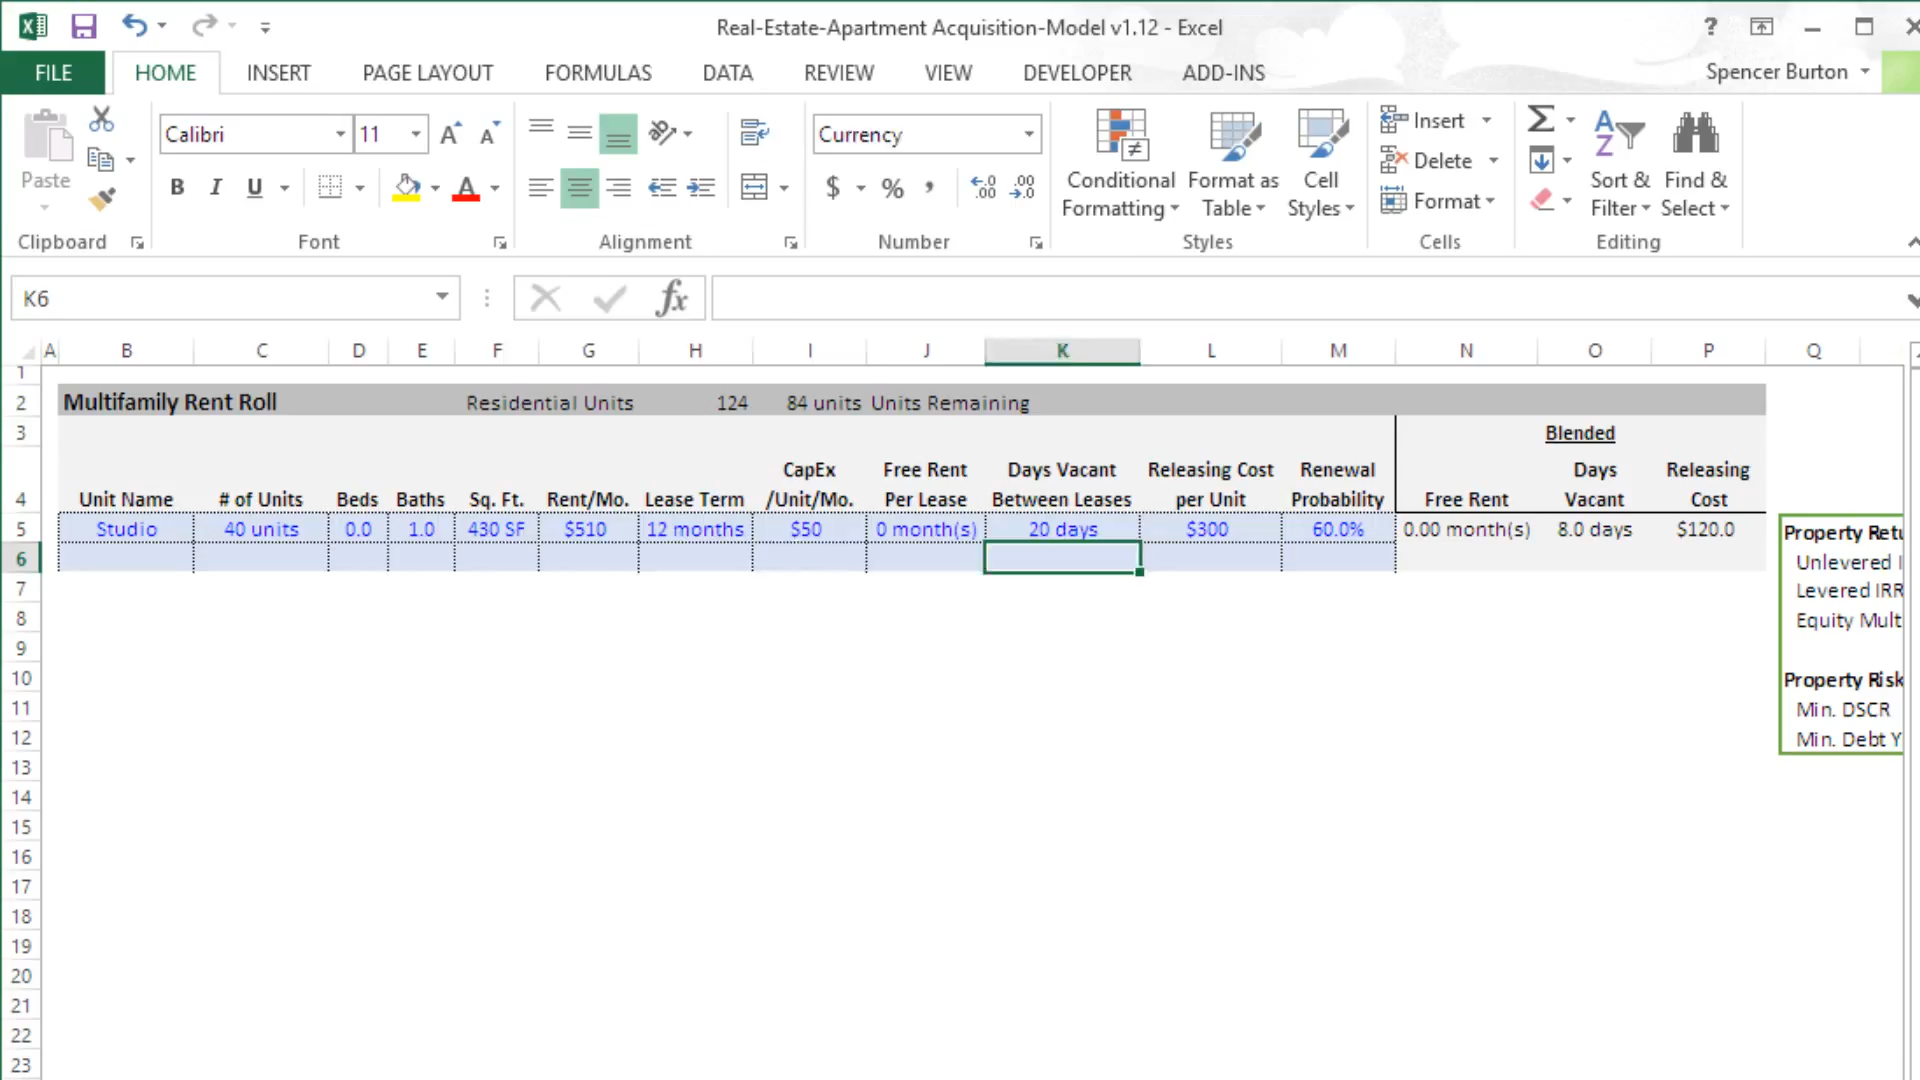 Real-Estate-Apartment Acquisition-Model v1.12 - Excel
FILE HOME INSERT PAGE LAYOUT FORMULAS DATA REVIEW VIEW DEVELOPER ADD-INS Spencer Burton
Calibri 11 Currency
Paste
B I U
$ %
Conditional Formatting
Format as Table
Cell Styles
Insert
Delete
Format
Sort & Filter
Find & Select
Clipboard Font Alignment Number Styles Cells Editing
K6
fx
A B C D E F G H I J K L M N O P Q
1
2 Multifamily Rent Roll Residential Units 124 84 units Units Remaining
3 Blended
CapEx Free Rent Days Vacant Releasing Cost Renewal Days Releasing
4 Unit Name # of Units Beds Baths Sq. Ft. Rent/Mo. Lease Term /Unit/Mo. Per Lease Between Leases per Unit Probability Free Rent Vacant Cost
5 Studio 40 units 0.0 1.0 430 SF $510 12 months $50 0 month(s) 20 days $300 60.0% 0.00 month(s) 8.0 days $120.0
Property Retu
6 Unlevered I
7 Levered IRR
8 Equity Mult
9
10 Property Risk
11 Min. DSCR
12 Min. Debt Y
13
14
15
16
17
18
19
20
21
22
23